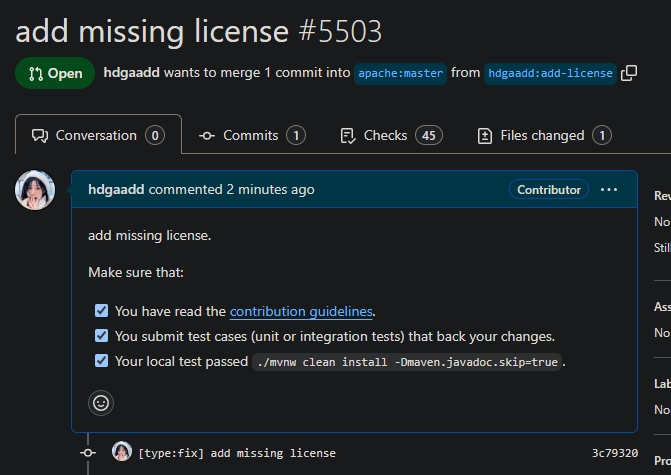 add missing license #5503
Open hdgaadd wants to merge 1 commit into apache:master from hdgaadd:add-license
Conversation 0 Commits 1 Checks 45 Files changed 1
hdgaadd commented 2 minutes ago Contributor ...
add missing license.
Make sure that:
You have read the contribution guidelines.
You submit test cases (unit or integration tests) that back your changes.
Your local test passed ./mvnw clean install -Dmaven.javadoc.skip=true.
[type:fix] add missing license 3c79320
Rev
No
Still
Ass
No
Lab
No
Pro